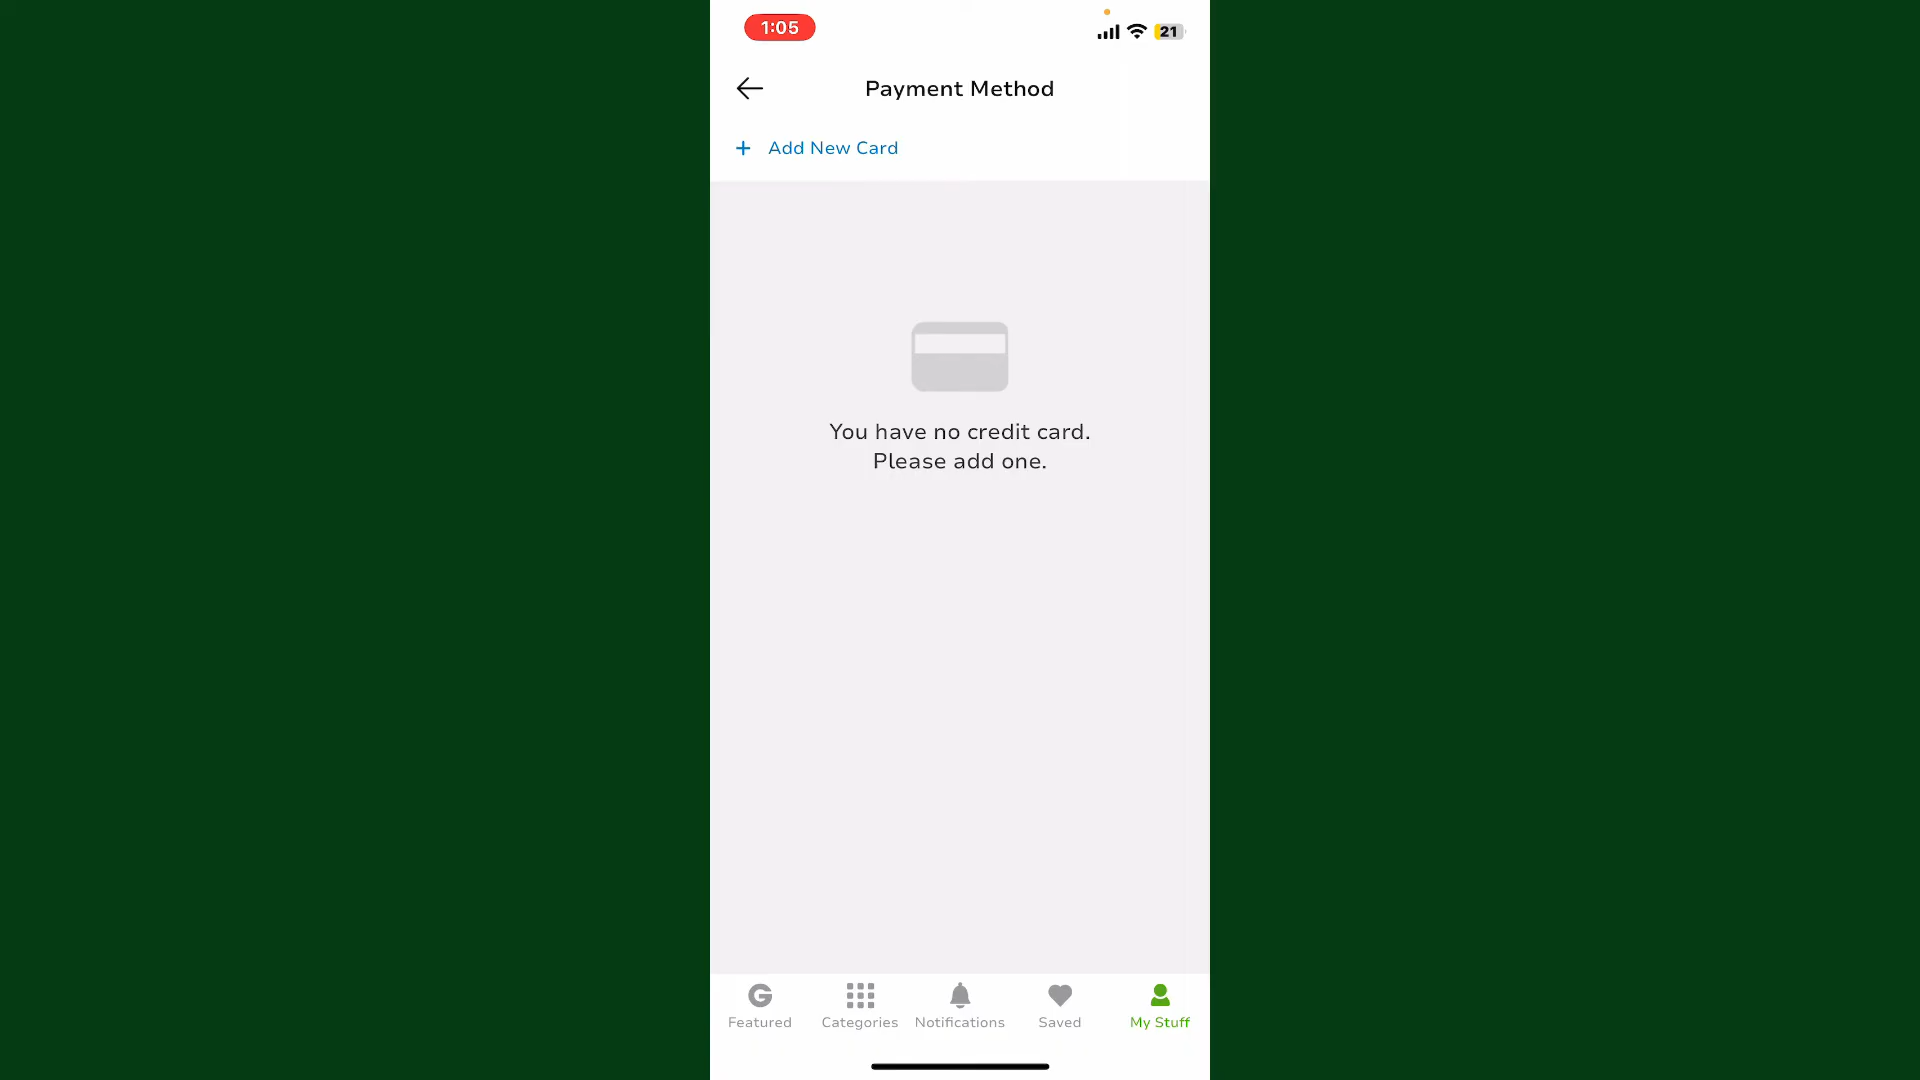 1:05
21
Payment Method
+ Add New Card
You have no credit card.
Please add one.
Featured
Categories
Notifications
Saved
My Stuff